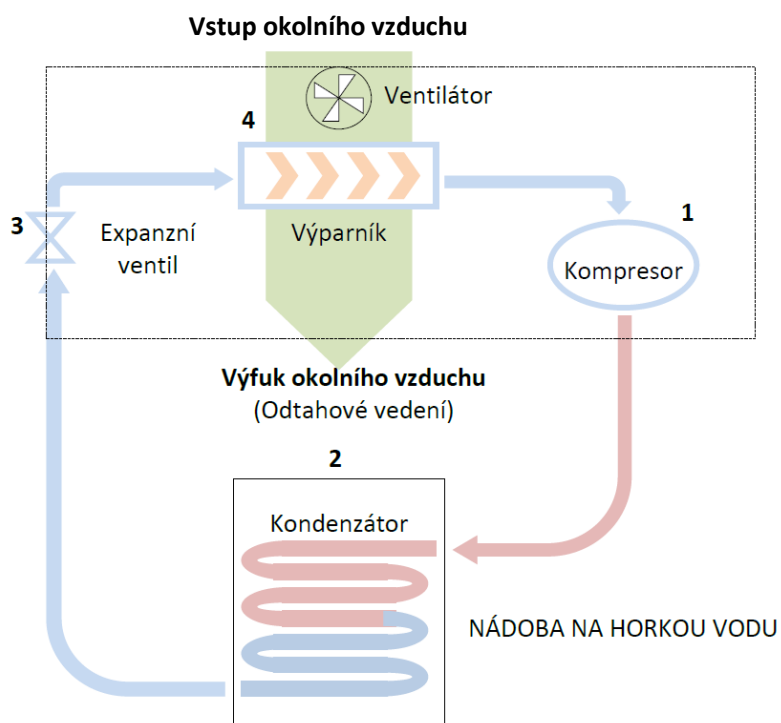 Vstup okolního vzduchu
Ventilátor
4
3
Expanzní
ventil
Výparník
1
Kompresor
Výfuk okolního vzduchu
(Odtahové vedení)
2
Kondenzátor
NÁDOBA NA HORKOU VODU